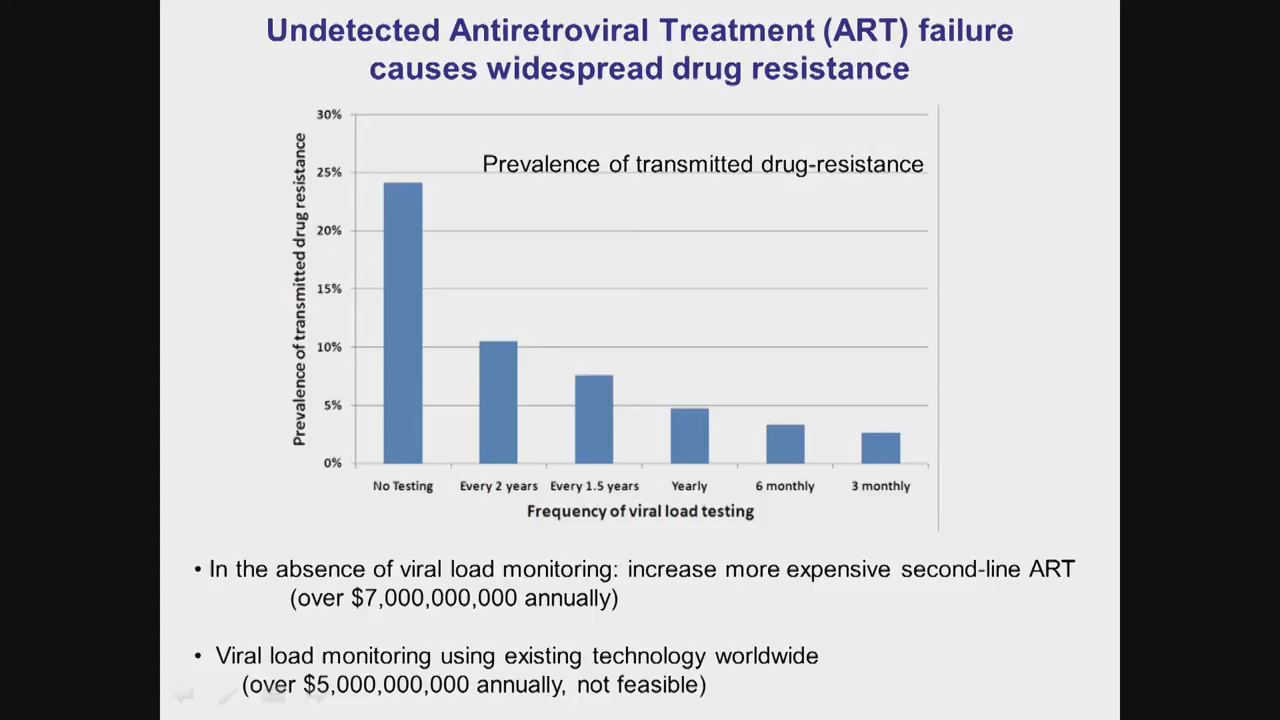 Undetected Antiretroviral Treatment (ART) failure
causes widespread drug resistance
Prevalence of transmitted drug-resistance
Prevalence of transmitted drug resistance
30%
25%
20%
15%
10%
5%
0%
No Testing Every 2 years Every 1.5 years Yearly 6 monthly 3 monthly
Frequency of viral load testing
• In the absence of viral load monitoring: increase more expensive second-line ART
(over $7,000,000,000 annually)
• Viral load monitoring using existing technology worldwide
(over $5,000,000,000 annually, not feasible)